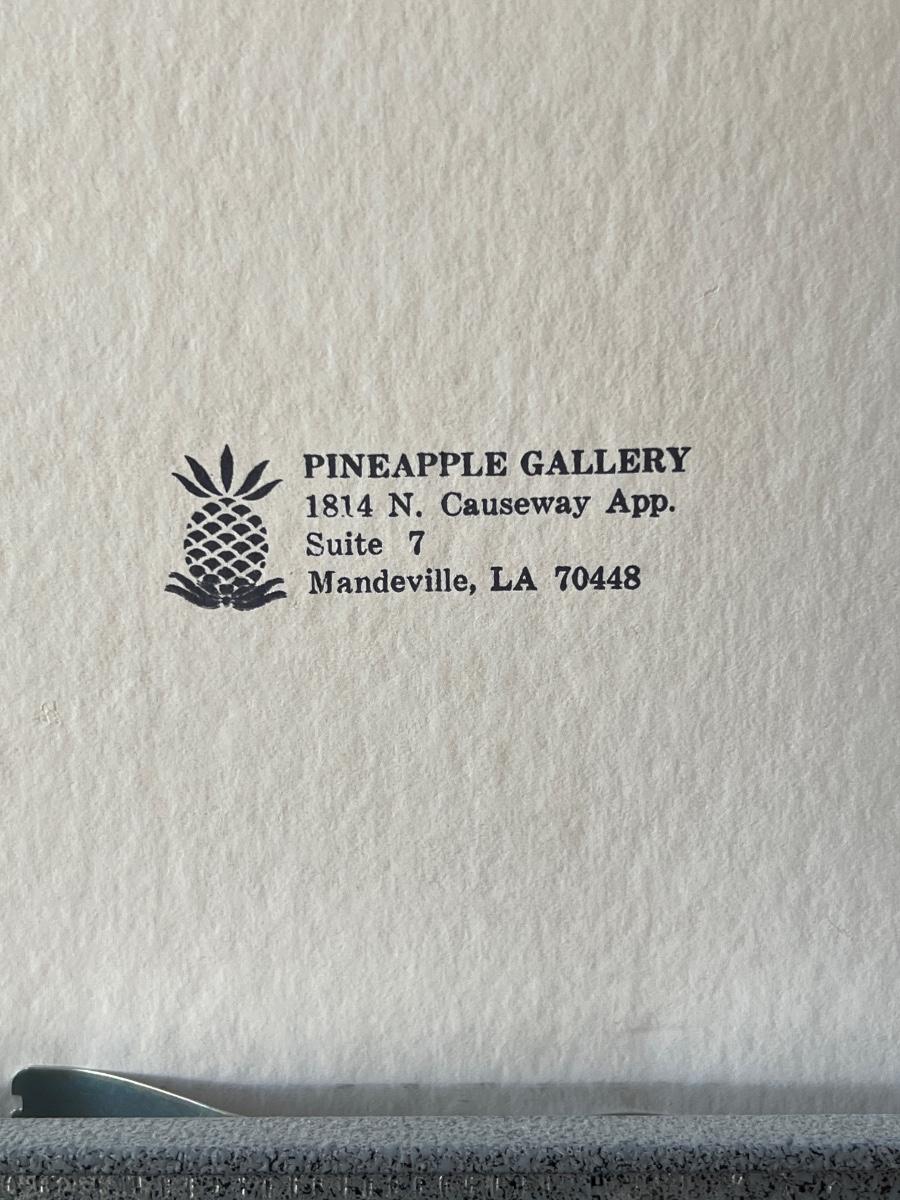 PINEAPPLE GALLERY
1814 N. Causeway App.
Suite 7
Mandeville, LA 70448